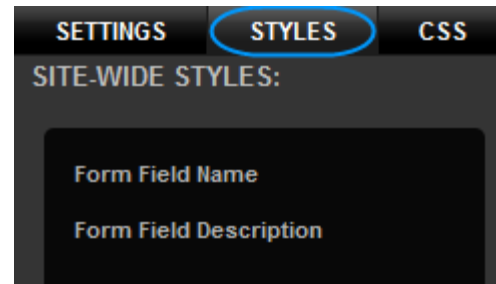 SETTINGS STYLES CSS
SITE-WIDE STYLES:
Form Field Name
Form Field Description